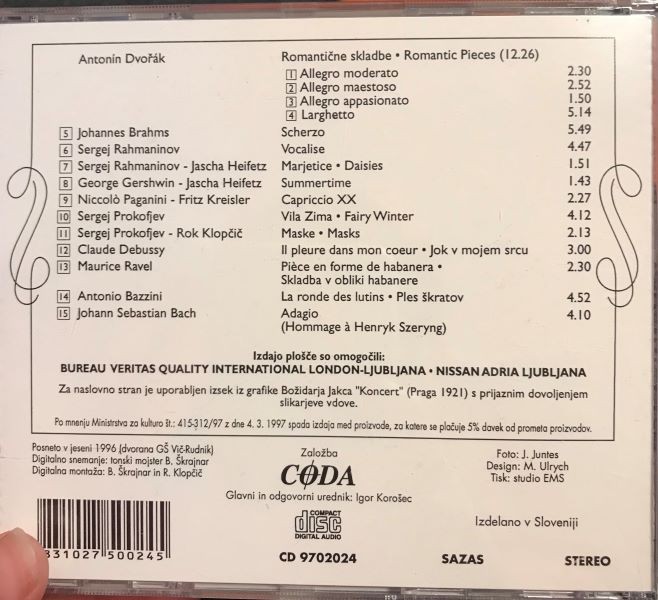 Antonin Dvořák Romantične skladbe • Romantic Pieces (12.26)
1 Allegro moderato 2.30
2 Allegro maestoso 2.52
3 Allegro appasionato 1.50
4 Larghetto 5.14
5 Johannes Brahms Scherzo 5.49
6 Sergej Rahmaninov Vocalise 4.47
7 Sergej Rahmaninov - Jascha Heifetz Marjetice • Daisies 1.51
8 George Gershwin - Jascha Heifetz Summertime 1.43
9 Niccolò Paganini - Fritz Kreisler Capriccio XX 2.27
10 Sergej Prokofjev Vila Zima • Fairy Winter 4.12
11 Sergej Prokofjev - Rok Klopčič Maske • Masks 2.13
12 Claude Debussy Il pleure dans mon coeur • Jok v mojem srcu 3.00
13 Maurice Ravel Pièce en forme de habanera • 2.30
Skladba v obliki habanere
14 Antonio Bazzini La ronde des lutins • Ples škratov 4.52
15 Johann Sebastian Bach Adagio 4.10
(Hommage à Henryk Szeryng)
Izdajo plošče so omogočili:
BUREAU VERITAS QUALITY INTERNATIONAL LONDON-LJUBLJANA • NISSAN ADRIA LJUBLJANA
Za naslovno stran je uporabljen izsek iz grafike Božidarja Jakca "Koncert" (Praga 1921) s prijaznim dovoljenjem
slikarjeve vdove.
Po mnenju Ministrstva za kulturo št.: 415-312/97 z dne 4. 3. 1997 spada izdaja med proizvode, za katere se plačuje 5% davek od prometa proizvodov.
Posneto v jeseni 1996 (dvorana GŠ Vič-Rudnik)
Digitalno snemanje: tonski mojster B. Škrajnar
Digitalna montaža: B. Škrajnar in R. Klopčič
Založba
CODA
Glavni in odgovorni urednik: Igor Korošec
Foto: J. Juntes
Design: M. Ulrych
Tisk: studio EMS
COMPACT
disc
DIGITAL AUDIO
Izdelano v Sloveniji
331027 500245
CD 9702024 SAZAS STEREO